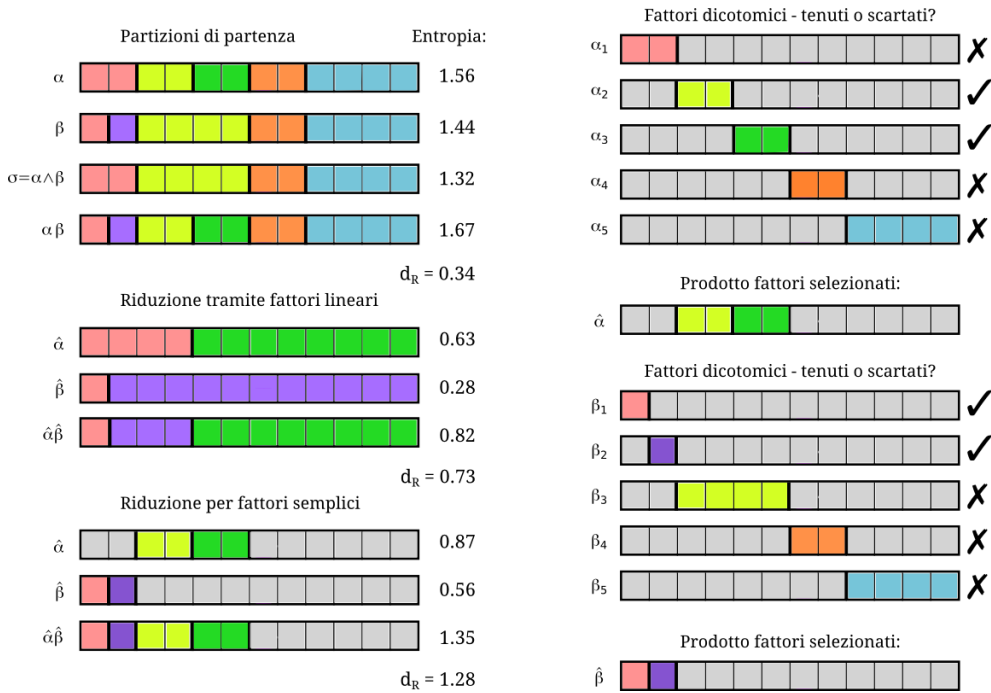 Partizioni di partenza Entropia:
α 1.56
β 1.44
σ=α∧β 1.32
αβ 1.67
d_R = 0.34
Riduzione tramite fattori lineari
α̂ 0.63
β̂ 0.28
α̂β̂ 0.82
d_R = 0.73
Riduzione per fattori semplici
α̂ 0.87
β̂ 0.56
α̂β̂ 1.35
d_R = 1.28
Fattori dicotomici - tenuti o scartati?
α₁ ✗
α₂ ✓
α₃ ✓
α₄ ✗
α₅ ✗
Prodotto fattori selezionati:
α̂
Fattori dicotomici - tenuti o scartati?
β₁ ✓
β₂ ✓
β₃ ✗
β₄ ✗
β₅ ✗
Prodotto fattori selezionati:
β̂